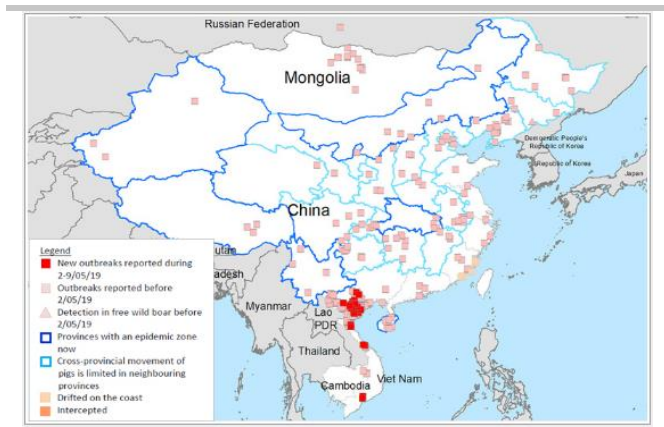 Russian Federation
Mongolia
Democratic People's
Republic of Korea
Republic of Korea
Japan
China
utan
adesh
Myanmar
Lao
PDR
Thailand
Viet Nam
Cambodia
Legend
New outbreaks reported during
2-9/05/19
Outbreaks reported before
2/05/19
Detection in free wild boar before
2/05/19
Provinces with an epidemic zone
now
Cross-provincial movement of
pigs is limited in neighbouring
provinces
Drifted on the coast
Intercepted